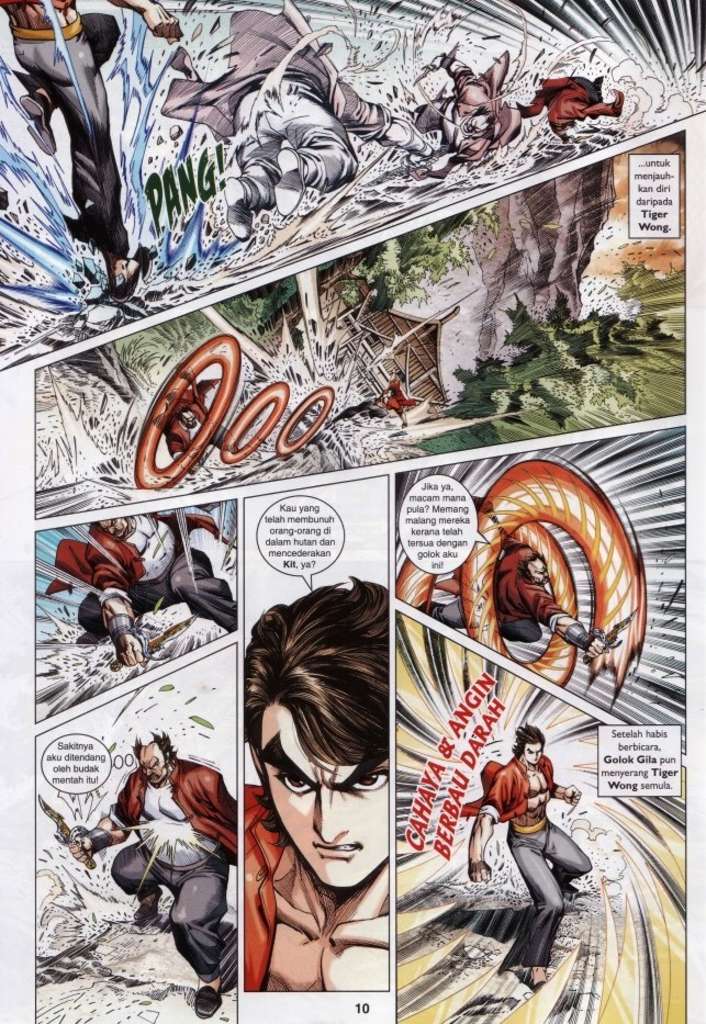 PANG!
...untuk
menjauh-
kan diri
daripada
Tiger
Wong.
Sakitnya
aku ditendang
oleh budak
mentah itu!
OO
Kau yang
telah membunuh
orang-orang di
dalam hutan dan
mencederakan
Kit, ya?
Jika ya,
macam mana
pula? Memang
malang mereka
kerana telah
tersua dengan
golok aku
ini!
CAHAYA & ANGIN
BERBAU DARAH
Setelah habis
berbicara,
Golok Gila pun
menyerang Tiger
Wong semula.
10